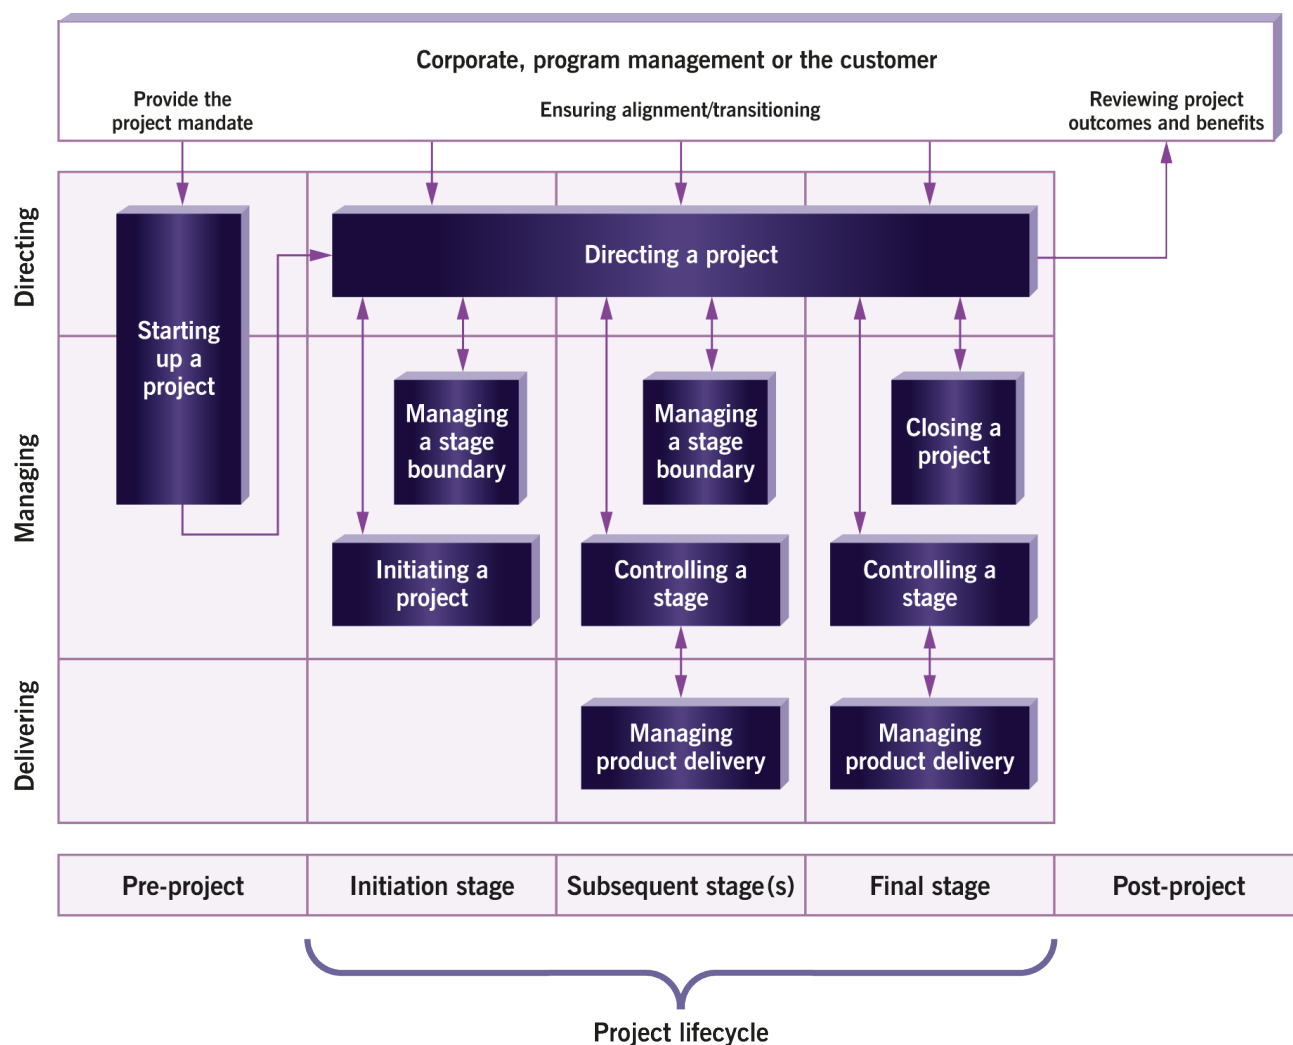 Corporate, program management or the customer
Provide the
project mandate
Ensuring alignment/transitioning
Reviewing project
outcomes and benefits
Directing
Managing
Delivering
Starting
up a
project
Directing a project
Managing
a stage
boundary
Managing
a stage
boundary
Closing a
project
Initiating a
project
Controlling a
stage
Controlling a
stage
Managing
product delivery
Managing
product delivery
Pre-project
Initiation stage
Subsequent stage(s)
Final stage
Post-project
Project lifecycle